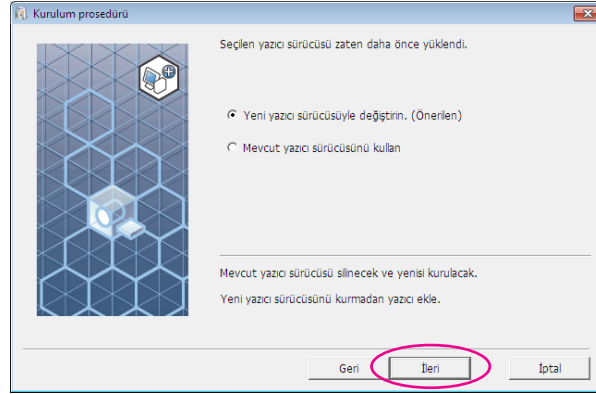 Kurulum prosedürü
Seçilen yazıcı sürücüsü zaten daha önce yüklendi.
Yeni yazıcı sürücüsüyle değiştirin. (Önerilen)
Mevcut yazıcı sürücüsünü kullan
Mevcut yazıcı sürücüsü silinecek ve yenisi kurulacak.
Yeni yazıcı sürücüsünü kurmadan yazıcı ekle.
Geri İleri İptal